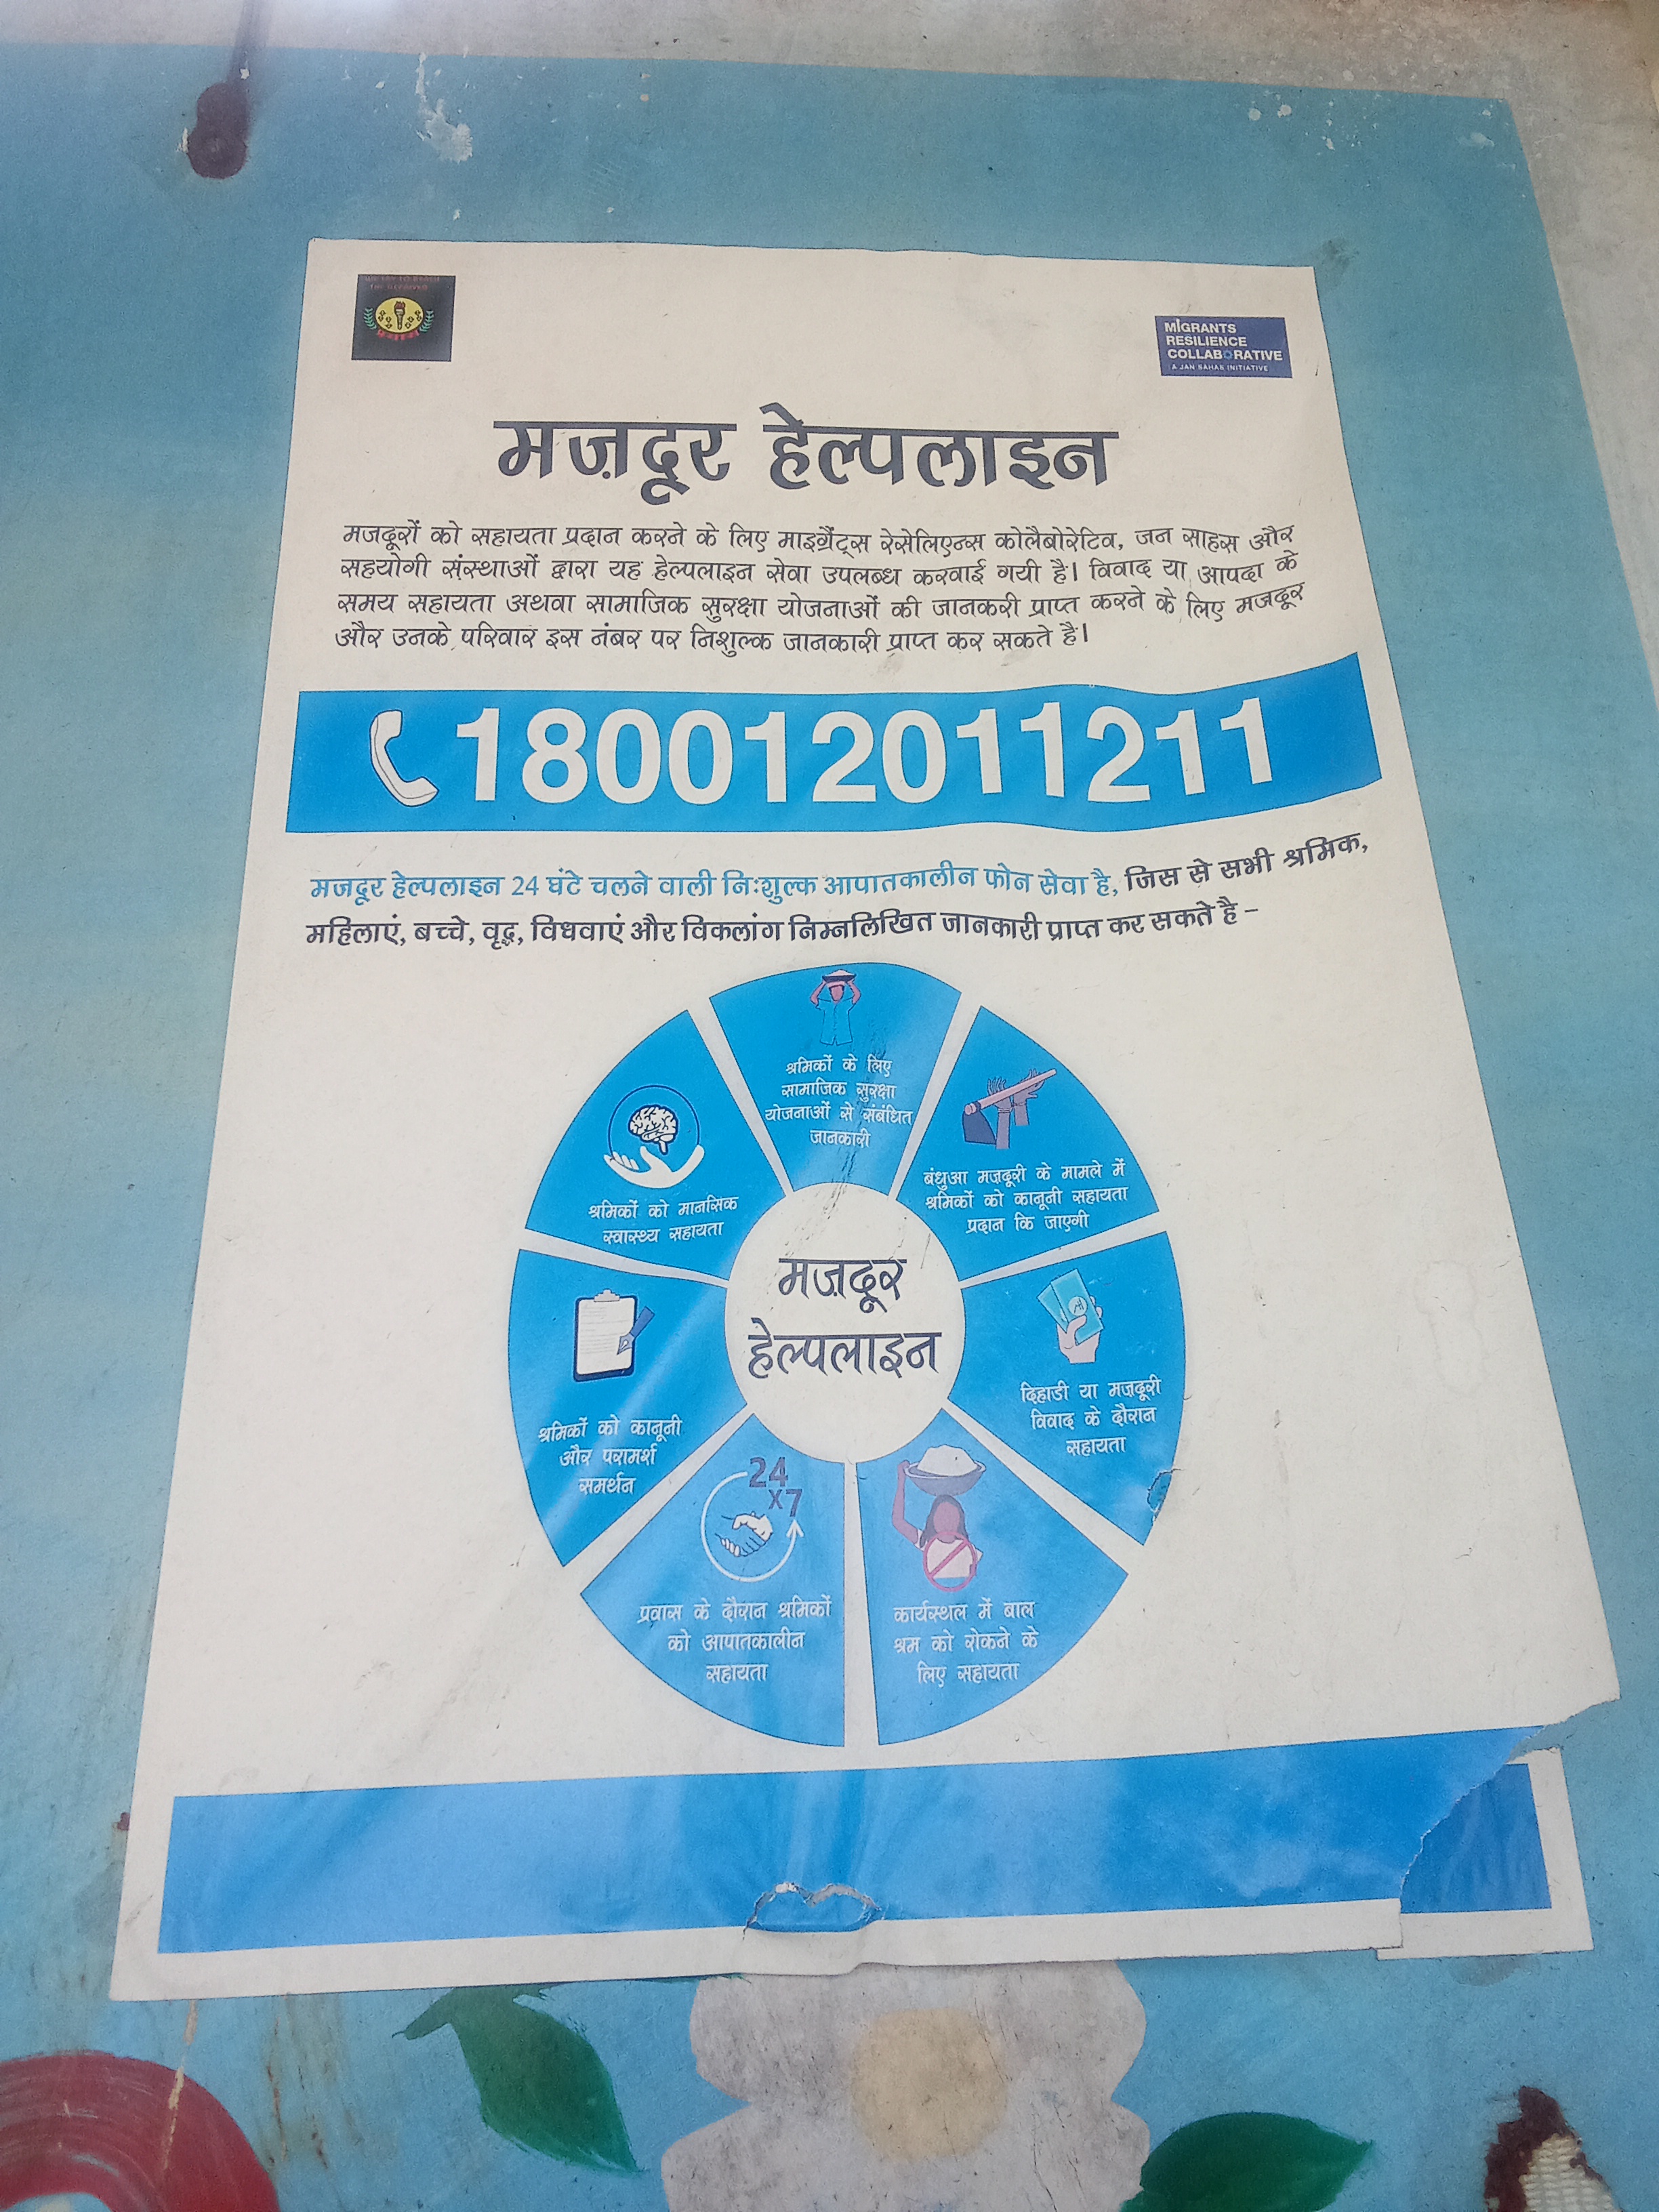 प्रयास
MIGRANTS
RESILIENCE
COLLABORATIVE
A JAN SAHAS INITIATIVE
मज़दूर हेल्पलाइन
मजदूरों को सहायता प्रदान करने के लिए माइग्रैंट्स रेसेलिएन्स कोलैबोरेटिव, जन साहस और
सहयोगी संस्थाओं द्वारा यह हेल्पलाइन सेवा उपलब्ध करवाई गयी है। विवाद या आपदा के
समय सहायता अथवा सामाजिक सुरक्षा योजनाओं की जानकरी प्राप्त करने के लिए मजदूर
और उनके परिवार इस नंबर पर निशुल्क जानकारी प्राप्त कर सकते है।
180012011211
मजदूर हेल्पलाइन 24 घंटे चलने वाली निःशुल्क आपातकालीन फोन सेवा है, जिस से सभी श्रमिक,
महिलाएं, बच्चे, वृद्ध, विधवाएं और विकलांग निम्नलिखित जानकारी प्राप्त कर सकते है –
श्रमिकों के लिए
सामाजिक सुरक्षा
योजनाओं से संबंधित
जानकारी
बंधुआ मज़दूरी के मामले में
श्रमिकों को कानूनी सहायता
प्रदान कि जाएगी
दिहाडी या मज़दूरी
विवाद के दौरान
सहायता
कार्यस्थल में बाल
श्रम को रोकने के
लिए सहायता
24
x7
प्रवास के दौरान श्रमिकों
को आपातकालीन
सहायता
श्रमिकों को कानूनी
और परामर्श
समर्थन
श्रमिकों को मानसिक
स्वास्थ्य सहायता
मज़दूर
हेल्पलाइन